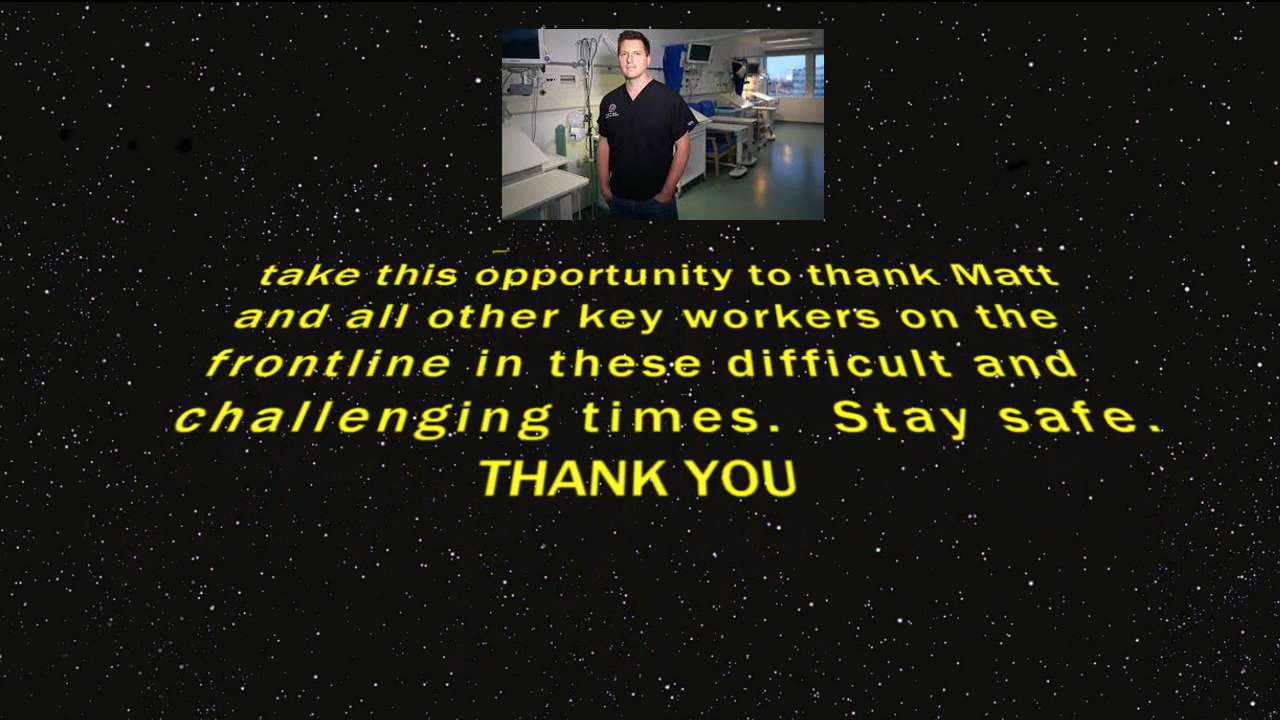 take this opportunity to thank Matt
and all other key workers on the
frontline in these difficult and
challenging times. Stay safe.
THANK YOU